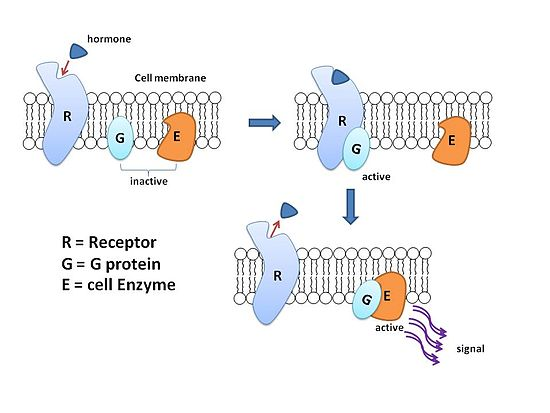 hormone
Cell membrane
R
G
E
inactive
R
G
E
active
R = Receptor
G = G protein
E = cell Enzyme
R
G
E
active
signal